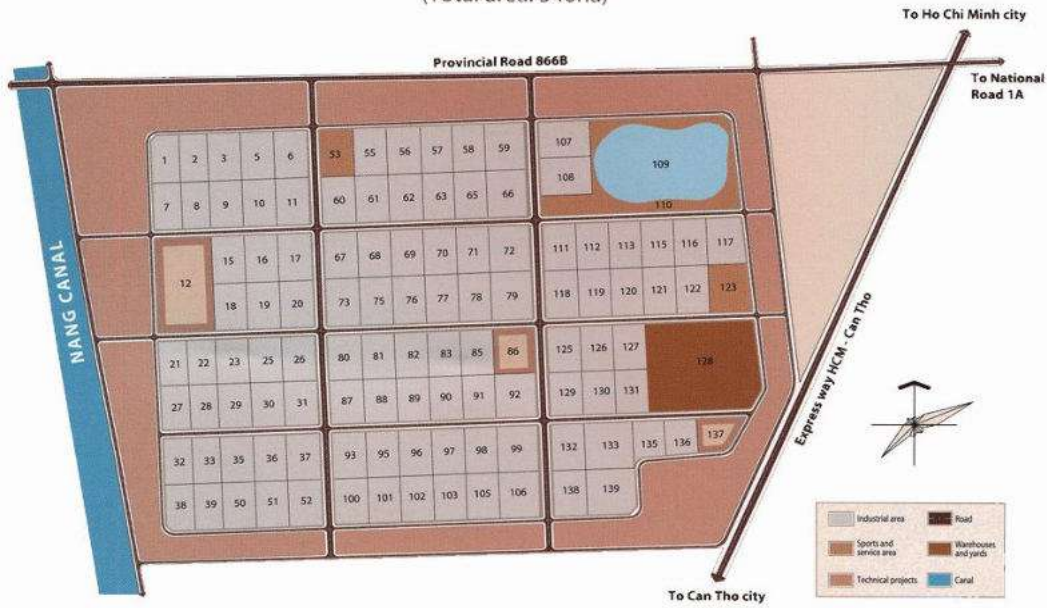 (Total area: 540ha)
To Ho Chi Minh city
Provincial Road 866B
To National
Road 1A
1 2 3 5 6 53 55 56 57 58 59 107 109
7 8 9 10 11 60 61 62 63 65 66 108
110
12 15 16 17 67 68 69 70 71 72 111 112 113 115 116 117
18 19 20 73 75 76 77 78 79 118 119 120 121 122 123
NANG CANAL
21 22 23 25 26 80 81 82 83 85 86 125 126 127 128
27 28 29 30 31 87 88 89 90 91 92 129 130 131
Express way HCM - Can Tho
32 33 35 36 37 93 95 96 97 98 99 132 133 135 136 137
38 39 50 51 52 100 101 102 103 105 106 138 139
Industrial area
Road
Sports and
service area
Warehouses
and yards
Technical projects
Canal
To Can Tho city